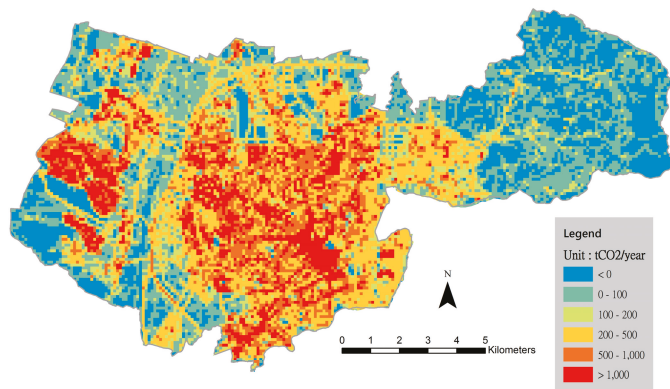 Legend
Unit : tCO2/year
< 0
0 - 100
100 - 200
200 - 500
500 - 1,000
> 1,000
N
0 1 2 3 4 5
Kilometers